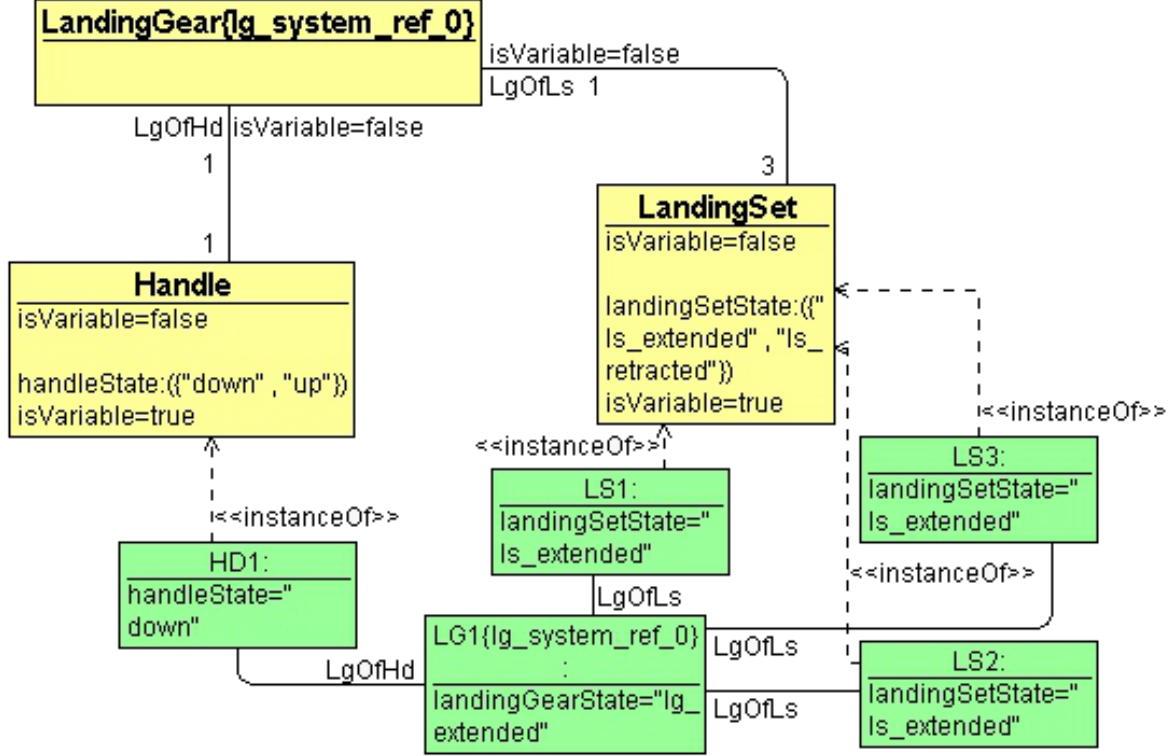 LandingGear{lg_system_ref_0}
isVariable=false
LgOfLs 1
LgOfHd isVariable=false
1
3
1
LandingSet
isVariable=false
landingSetState:({"
ls_extended" , "ls_
retracted"})
isVariable=true
Handle
isVariable=false
handleState:({"down" , "up"})
isVariable=true
<<instanceOf>>
<<instanceOf>>
<<instanceOf>>
<<instanceOf>>
LS3:
landingSetState="
ls_extended"
LS1:
landingSetState="
ls_extended"
HD1:
handleState="
down"
LgOfLs
LG1{lg_system_ref_0}
:
landingGearState="lg_
extended"
LgOfHd
LgOfLs
LgOfLs
LS2:
landingSetState="
ls_extended"